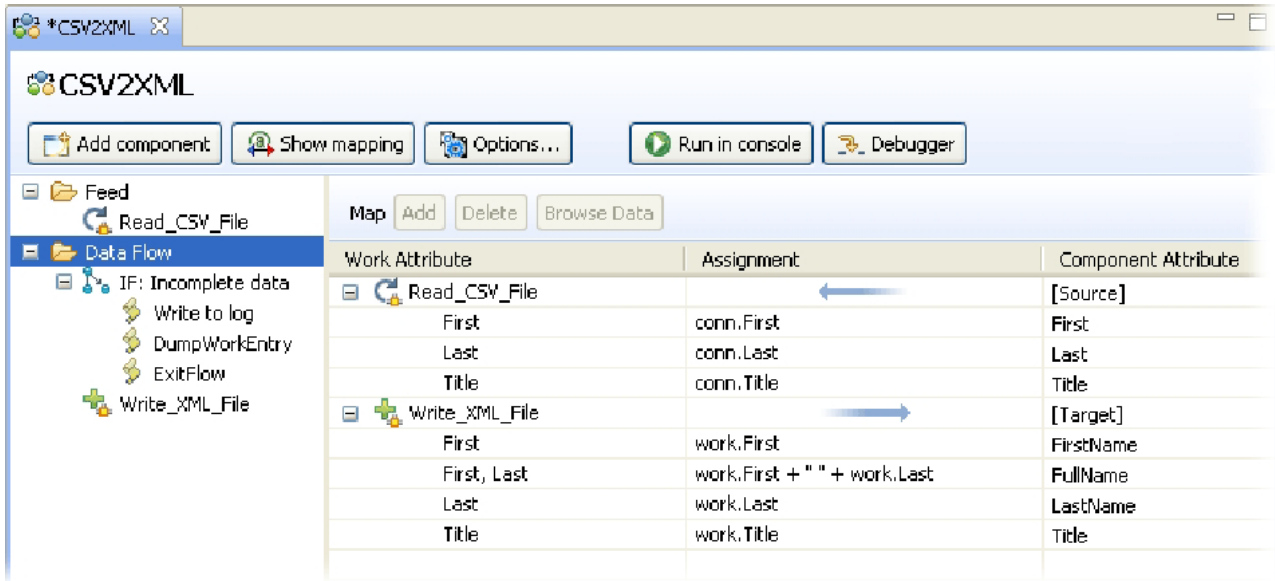 *CSV2XML
CSV2XML
Add component Show mapping Options... Run in console Debugger
Feed
Read_CSV_File
Data Flow
IF: Incomplete data
Write to log
DumpWorkEntry
ExitFlow
Write_XML_File
Map Add Delete Browse Data
Work Attribute Assignment Component Attribute
Read_CSV_File [Source]
First conn.First First
Last conn.Last Last
Title conn.Title Title
Write_XML_File [Target]
First work.First FirstName
First, Last work.First + " " + work.Last FullName
Last work.Last LastName
Title work.Title Title